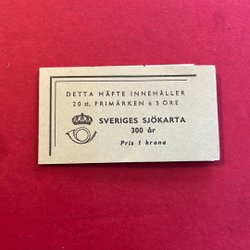 DETTA HÄFTE INNEHÅLLER
20 st. FRIMÄRKEN à 5 ÖRE
SVERIGES SJÖKARTA
300 år
Pris 1 krona